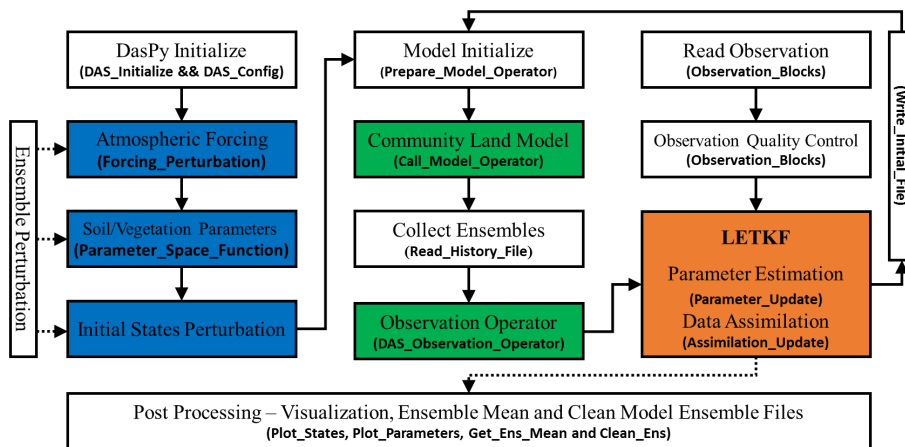 DasPy Initialize
(DAS_Initialize && DAS_Config)
Atmospheric Forcing
(Forcing_Perturbation)
Soil/Vegetation Parameters
(Parameter_Space_Function)
Initial States Perturbation
Ensemble Perturbation
Model Initialize
(Prepare_Model_Operator)
Community Land Model
(Call_Model_Operator)
Collect Ensembles
(Read_History_File)
Observation Operator
(DAS_Observation_Operator)
Read Observation
(Observation_Blocks)
Observation Quality Control
(Observation_Blocks)
LETKF
Parameter Estimation
(Parameter_Update)
Data Assimilation
(Assimilation_Update)
(Write_Initial_File)
Post Processing – Visualization, Ensemble Mean and Clean Model Ensemble Files
(Plot_States, Plot_Parameters, Get_Ens_Mean and Clean_Ens)